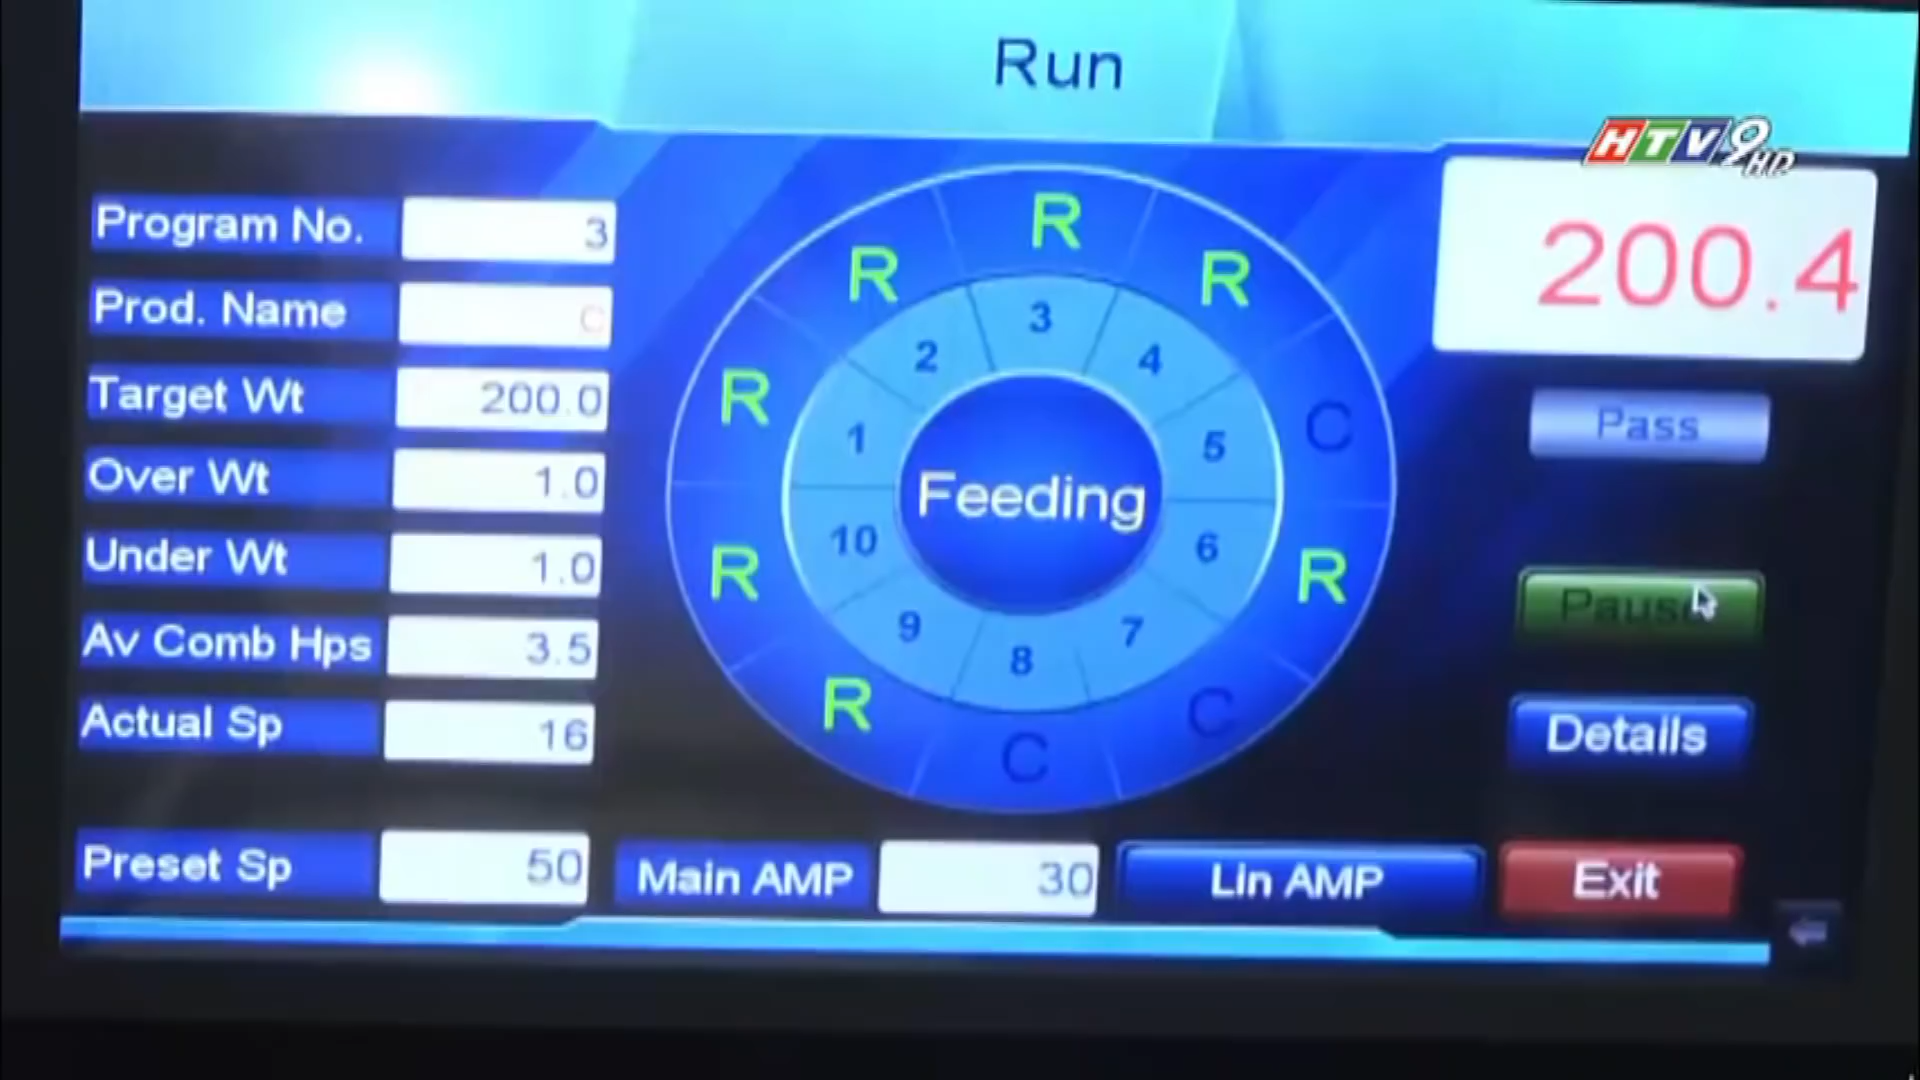 Run
HTV9 HD
Program No. 3
200.4
Prod. Name C
Target Wt 200.0
Pass
Over Wt 1.0
Under Wt 1.0
Pause
Av Comb Hps 3.5
Actual Sp 16
Details
Preset Sp 50
Main AMP 30
Lin AMP
Exit
R R R
R C
R R
R C C
1 2 3 4 5 6 7 8 9 10
Feeding